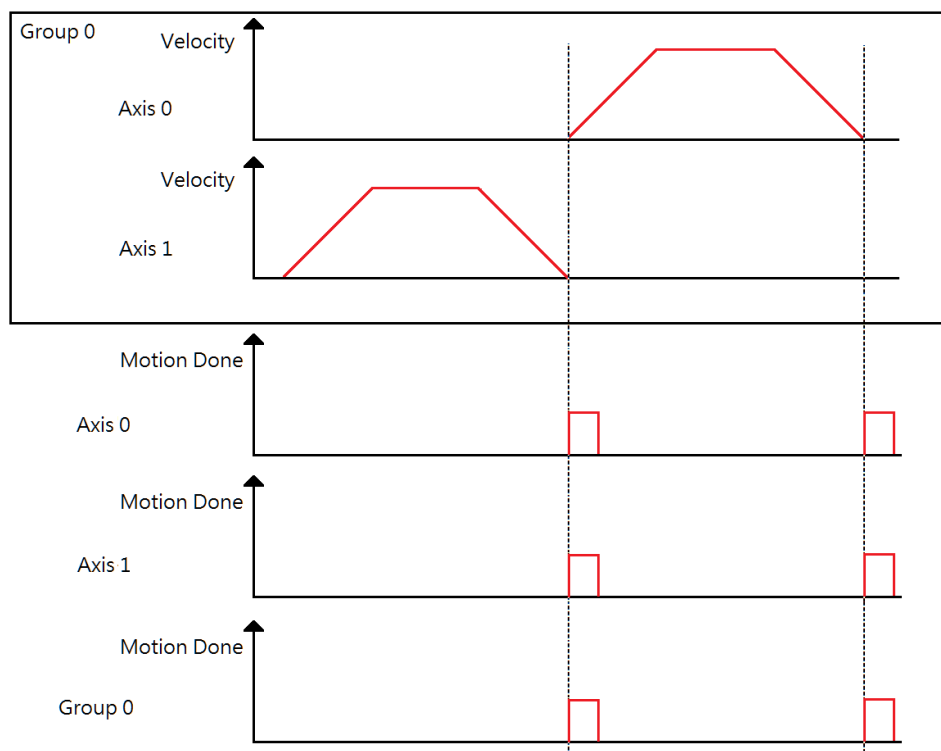 Group 0
Velocity
Axis 0
Velocity
Axis 1
Motion Done
Axis 0
Motion Done
Axis 1
Motion Done
Group 0